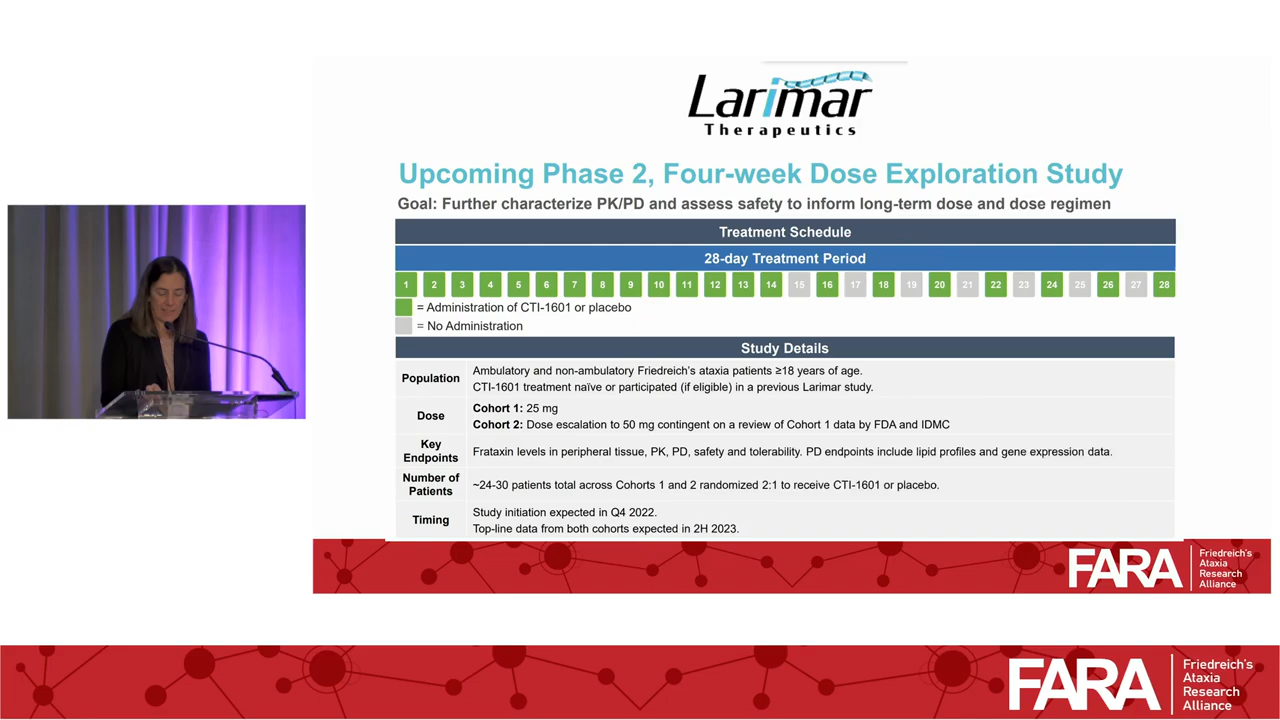 Larimar
Therapeutics
Upcoming Phase 2, Four-week Dose Exploration Study
Goal: Further characterize PK/PD and assess safety to inform long-term dose and dose regimen
Treatment Schedule
28-day Treatment Period
1 2 3 4 5 6 7 8 9 10 11 12 13 14 15 16 17 18 19 20 21 22 23 24 25 26 27 28
= Administration of CTI-1601 or placebo
= No Administration
Study Details
Population
Ambulatory and non-ambulatory Friedreich's ataxia patients ≥18 years of age.
CTI-1601 treatment naïve or participated (if eligible) in a previous Larimar study.
Dose
Cohort 1: 25 mg
Cohort 2: Dose escalation to 50 mg contingent on a review of Cohort 1 data by FDA and IDMC
Key
Endpoints
Frataxin levels in peripheral tissue, PK, PD, safety and tolerability. PD endpoints include lipid profiles and gene expression data.
Number of
Patients
~24-30 patients total across Cohorts 1 and 2 randomized 2:1 to receive CTI-1601 or placebo.
Timing
Study initiation expected in Q4 2022.
Top-line data from both cohorts expected in 2H 2023.
FARA
Friedreich's
Ataxia
Research
Alliance
FARA
Friedreich's
Ataxia
Research
Alliance